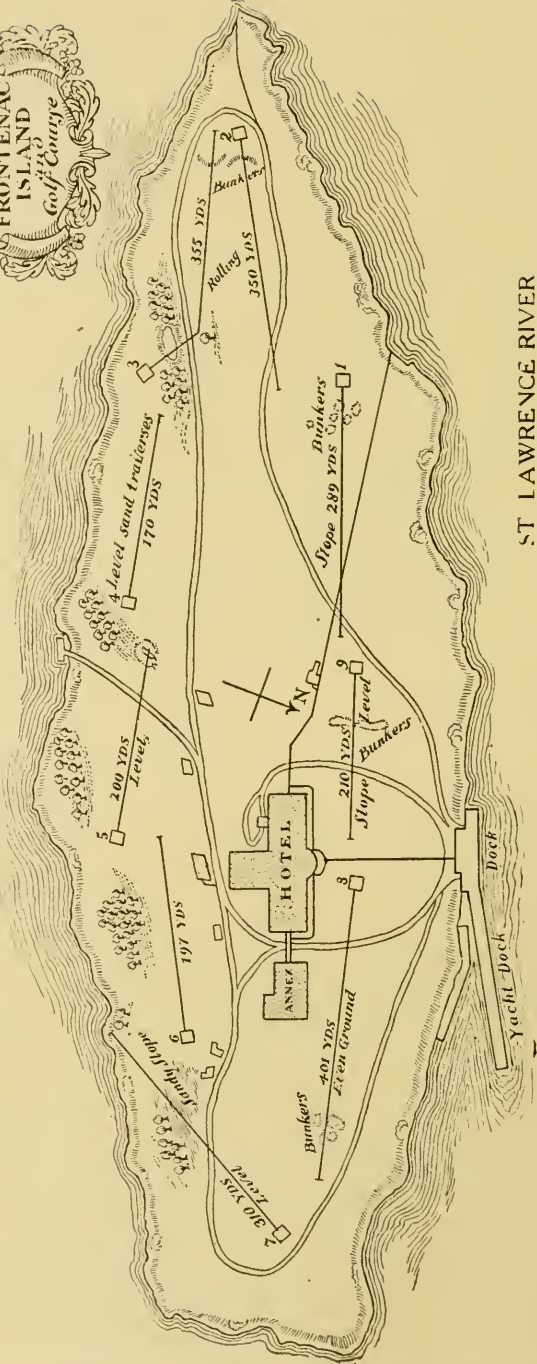 FRONTENAC
ISLAND
and
Golf Course
2
Bunkers
355 YDS
Rolling
350 YDS
3
1
Bunkers
Slope 289 YDS
4 Level sand traverses
170 YDS
ST LAWRENCE RIVER
N
9
Level
210 YDS
Bunkers
Slope
200 YDS
Level
5
HOTEL
8
ANNEX
197 YDS
6
Dock
Yacht Dock
401 YDS
Even Ground
Bunkers
Sandy Slope
310 YDS
Level
7